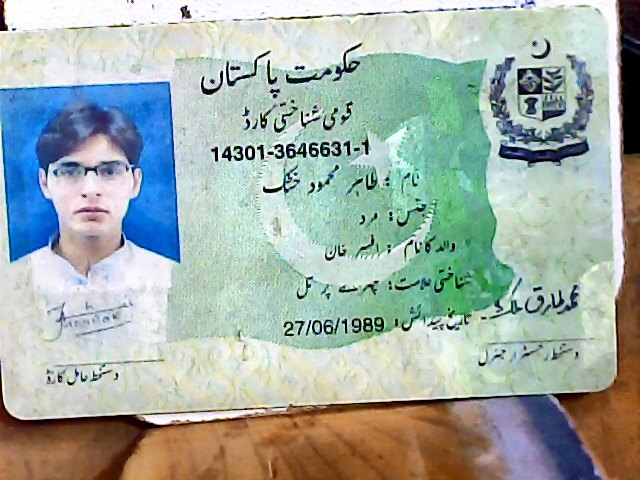 حکومت پاکستان
قومی شناختی کارڈ
14301-3646631-1
نام : طاہر محمود خٹک
جنس: مرد
والد کا نام : افسر خان
شناختی علامت: چہرے پر تل
تاریخ پیدائش: 27/06/1989
محمد طارق ملک
دستخط رجسٹرار جنرل
دستخط حامل کارڈ